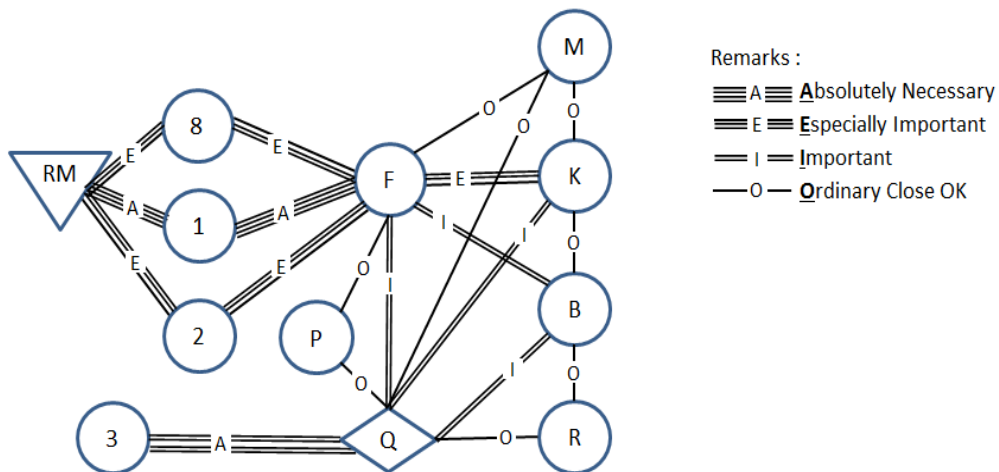 M
Remarks :
O
O
A Absolutely Necessary
8
O
E Especially Important
E
E
I Important
RM
F
E
K
O Ordinary Close OK
A
1
A
I
I
O
E
E
O
I
B
2
P
I
O
O
3
A
Q
O
R